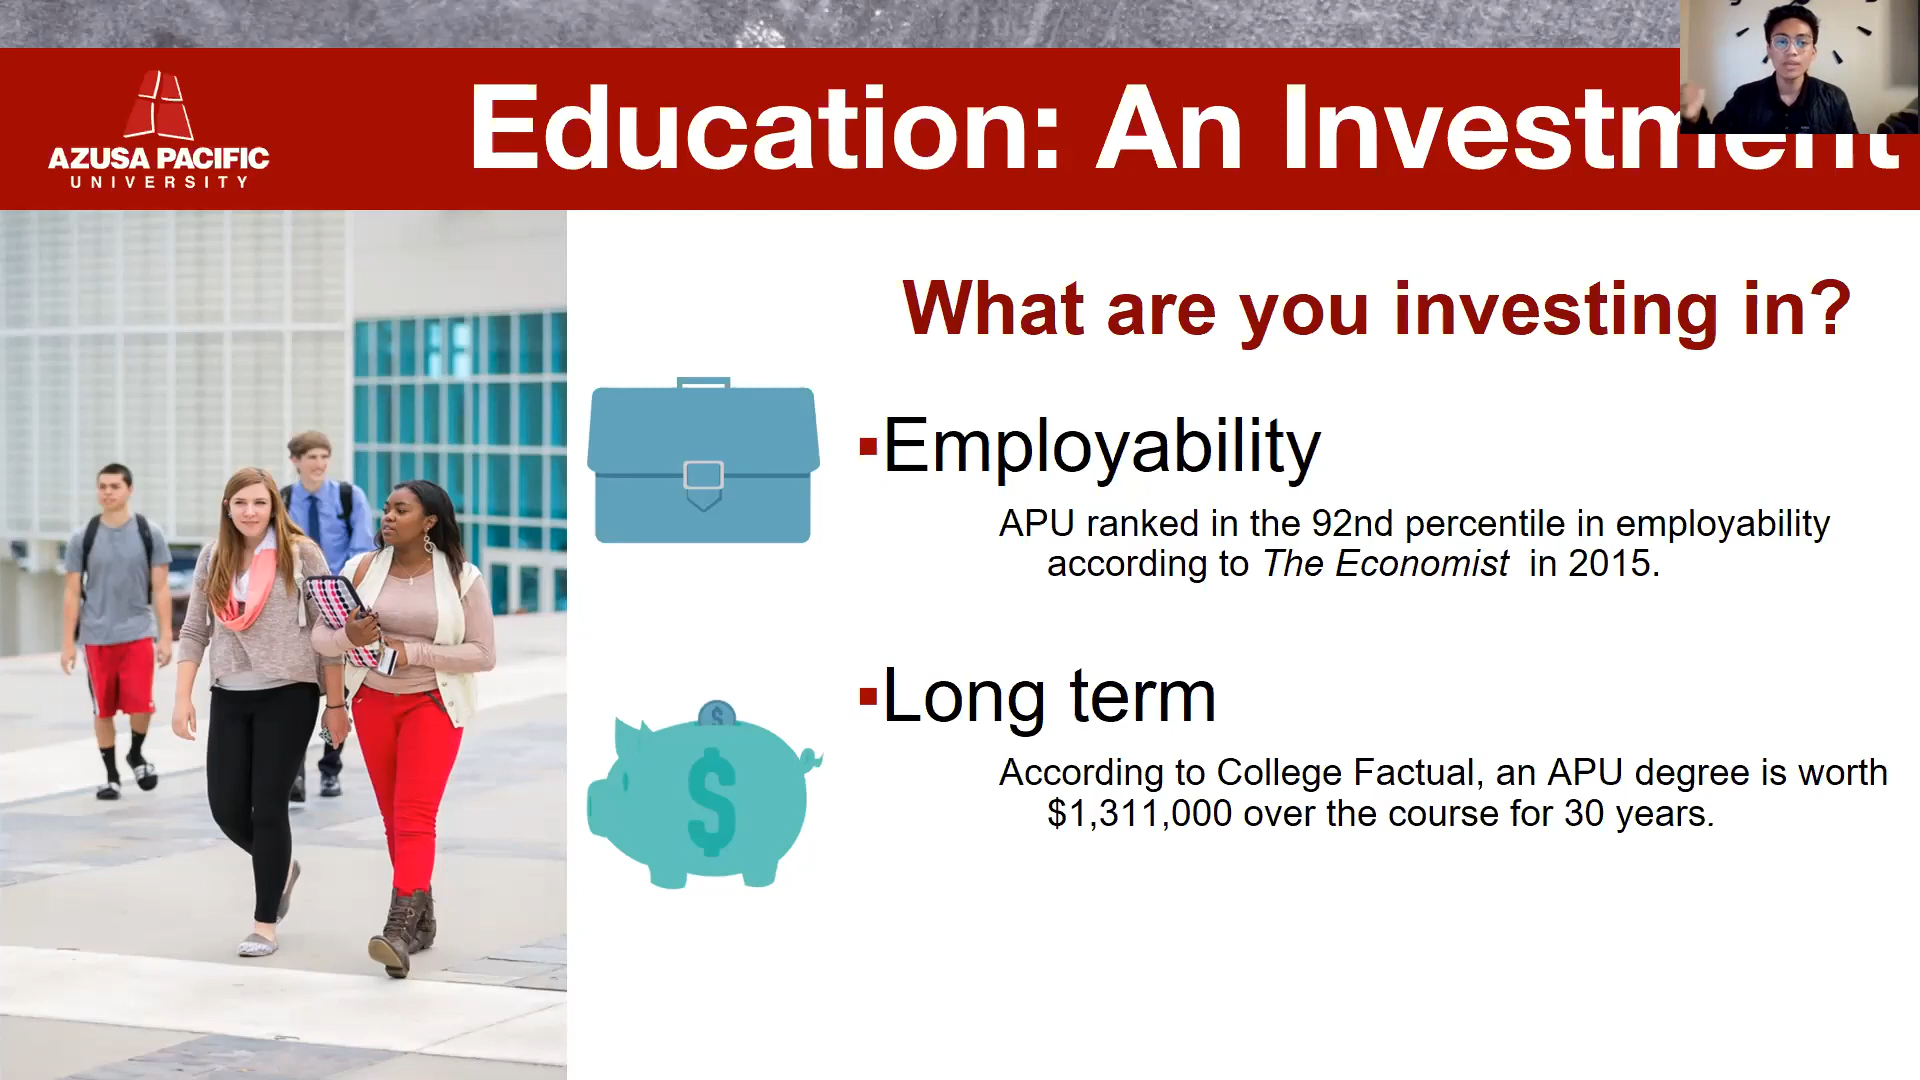 AZUSA PACIFIC
UNIVERSITY
Education: An Investment
What are you investing in?
▪Employability
APU ranked in the 92nd percentile in employability
according to The Economist in 2015.
▪Long term
According to College Factual, an APU degree is worth
$1,311,000 over the course for 30 years.
$
$